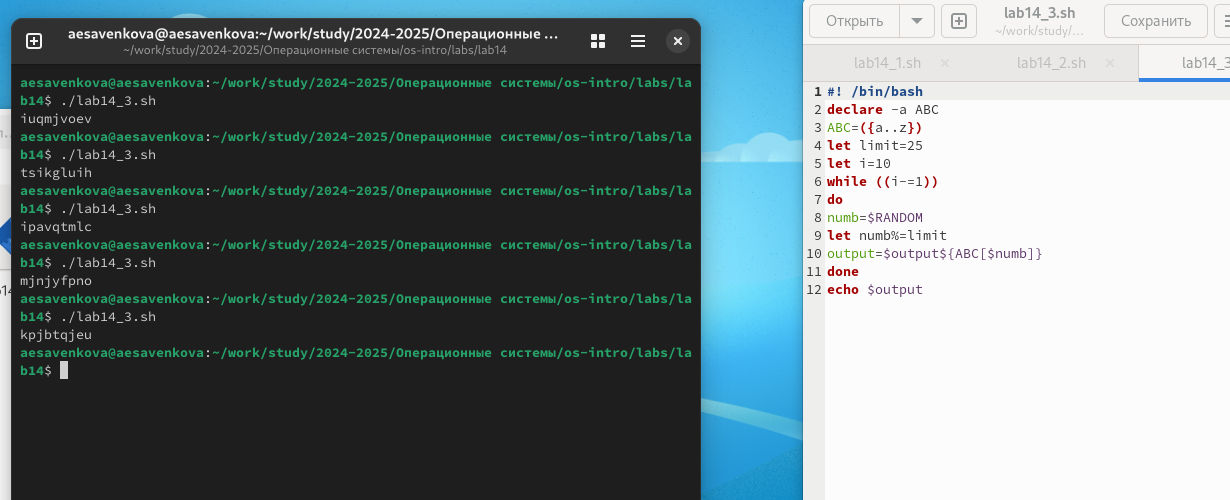 aesavenkova@aesavenkova:~/work/study/2024-2025/Операционные ...
~/work/study/2024-2025/Операционные системы/os-intro/labs/lab14
aesavenkova@aesavenkova:~/work/study/2024-2025/Операционные системы/os-intro/labs/la
b14$ ./lab14_3.sh
iuqmjvoev
aesavenkova@aesavenkova:~/work/study/2024-2025/Операционные системы/os-intro/labs/la
b14$ ./lab14_3.sh
tsikgluih
aesavenkova@aesavenkova:~/work/study/2024-2025/Операционные системы/os-intro/labs/la
b14$ ./lab14_3.sh
ipavqtmlc
aesavenkova@aesavenkova:~/work/study/2024-2025/Операционные системы/os-intro/labs/la
b14$ ./lab14_3.sh
mjnjyfpno
aesavenkova@aesavenkova:~/work/study/2024-2025/Операционные системы/os-intro/labs/la
b14$ ./lab14_3.sh
kpjbtqjeu
aesavenkova@aesavenkova:~/work/study/2024-2025/Операционные системы/os-intro/labs/la
b14$
Открыть
lab14_3.sh
~/work/study/...
Сохранить
lab14_1.sh
lab14_2.sh
lab14_3
1 #! /bin/bash
2 declare -a ABC
3 ABC=({a..z})
4 let limit=25
5 let i=10
6 while ((i-=1))
7 do
8 numb=$RANDOM
9 let numb%=limit
10 output=$output${ABC[$numb]}
11 done
12 echo $output